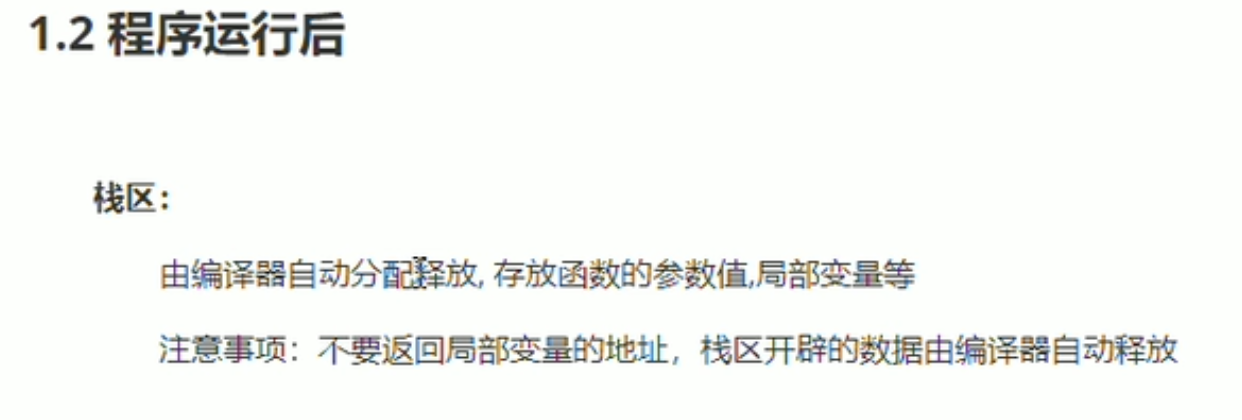 1.2 程序运行后
栈区：
由编译器自动分配释放, 存放函数的参数值,局部变量等
注意事项：不要返回局部变量的地址，栈区开辟的数据由编译器自动释放